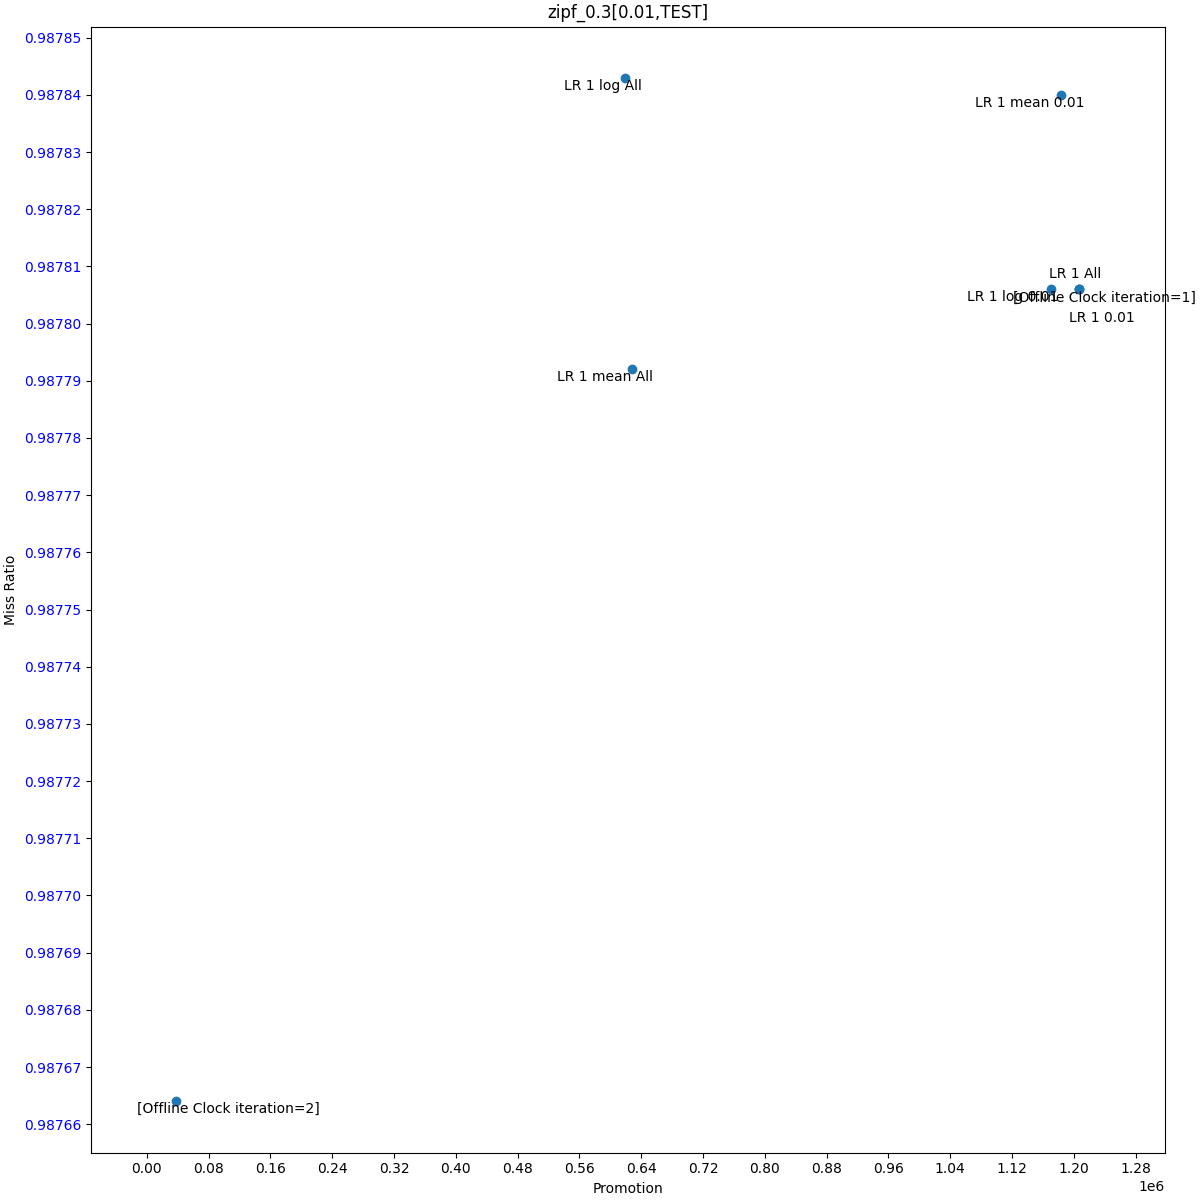 zipf_0.3[0.01,TEST]
0.98785
0.98784
0.98783
0.98782
0.98781
0.98780
0.98779
0.98778
0.98777
0.98776
0.98775
0.98774
0.98773
0.98772
0.98771
0.98770
0.98769
0.98768
0.98767
0.98766
Miss Ratio
LR 1 log All
LR 1 mean 0.01
LR 1 All
LR 1 log 0.01
[Offline Clock iteration=1]
LR 1 0.01
LR 1 mean All
[Offline Clock iteration=2]
0.00 0.08 0.16 0.24 0.32 0.40 0.48 0.56 0.64 0.72 0.80 0.88 0.96 1.04 1.12 1.20 1.28
1e6
Promotion